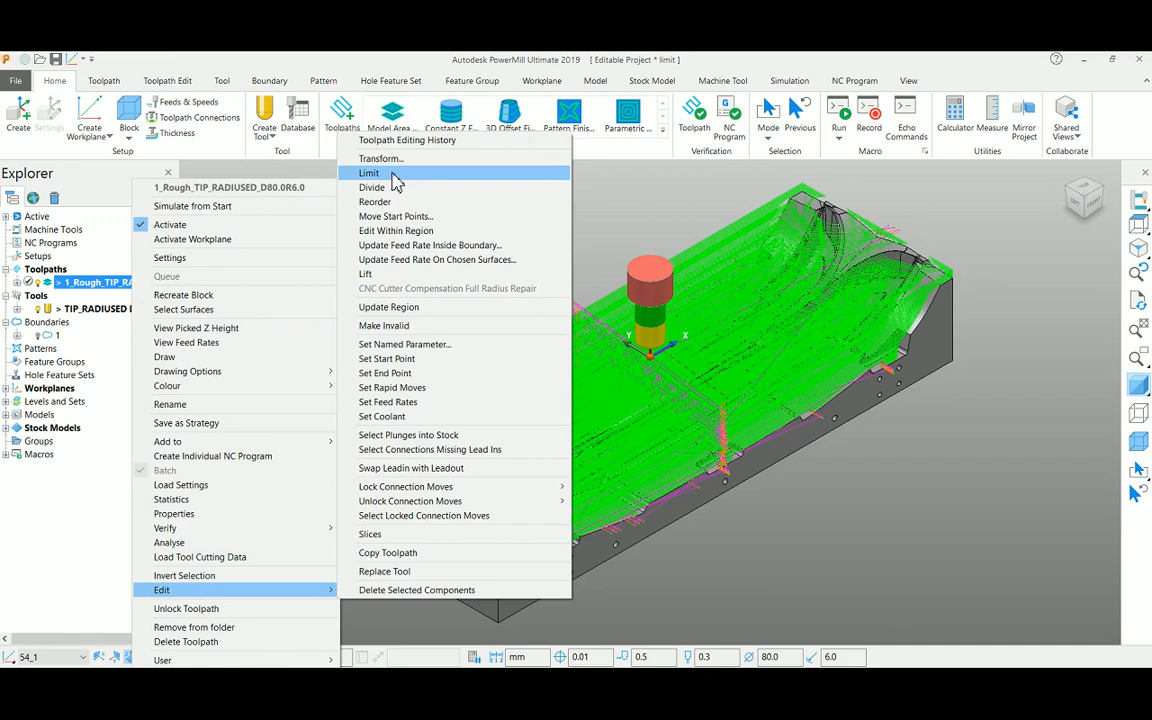 Autodesk PowerMill Ultimate 2019 [ Editable Project * limit ]
File Home Toolpath Toolpath Edit Tool Boundary Pattern Hole Feature Set Feature Group Workplane Model Stock Model Machine Tool Simulation NC Program View
Create
Settings
Create
Workplane
Block
Feeds & Speeds
Toolpath Connections
Thickness
Setup
Create
Tool
Database
Tool
Toolpaths
Model Area ...
Constant Z F...
3D Offset Fi...
Pattern Finis...
Parametric ...
Toolpath
NC
Program
Verification
Mode
Previous
Selection
Run
Record
Echo
Commands
Macro
Calculator
Measure
Mirror
Project
Utilities
Shared
Views
Collaborate
Explorer
Active
Machine Tools
NC Programs
Setups
Toolpaths
> 1_Rough_TIP_RA
Tools
> TIP_RADIUSED D
Boundaries
1
Patterns
Feature Groups
Hole Feature Sets
Workplanes
Levels and Sets
Models
Stock Models
Groups
Macros
1_Rough_TIP_RADIUSED_D80.0R6.0
Simulate from Start
Activate
Activate Workplane
Settings
Queue
Recreate Block
Select Surfaces
View Picked Z Height
View Feed Rates
Draw
Drawing Options
Colour
Rename
Save as Strategy
Add to
Create Individual NC Program
Batch
Load Settings
Statistics
Properties
Verify
Analyse
Load Tool Cutting Data
Invert Selection
Edit
Unlock Toolpath
Remove from folder
Delete Toolpath
User
Toolpath Editing History
Transform...
Limit
Divide
Reorder
Move Start Points...
Edit Within Region
Update Feed Rate Inside Boundary...
Update Feed Rate On Chosen Surfaces...
Lift
CNC Cutter Compensation Full Radius Repair
Update Region
Make Invalid
Set Named Parameter...
Set Start Point
Set End Point
Set Rapid Moves
Set Feed Rates
Set Coolant
Select Plunges into Stock
Select Connections Missing Lead Ins
Swap Leadin with Leadout
Lock Connection Moves
Unlock Connection Moves
Select Locked Connection Moves
Slices
Copy Toolpath
Replace Tool
Delete Selected Components
Y X
54_1 mm 0.01 0.5 0.3 80.0 6.0